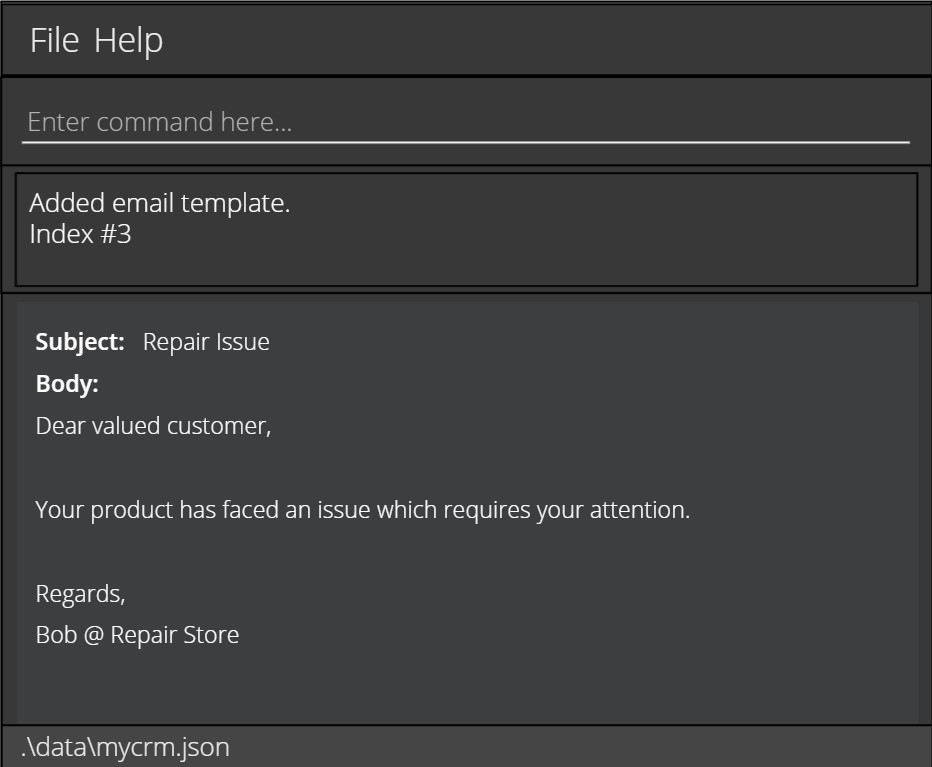 File Help
Enter command here...
Added email template.
Index #3
Subject: Repair Issue
Body:
Dear valued customer,
Your product has faced an issue which requires your attention.
Regards,
Bob @ Repair Store
.\data\mycrm.json